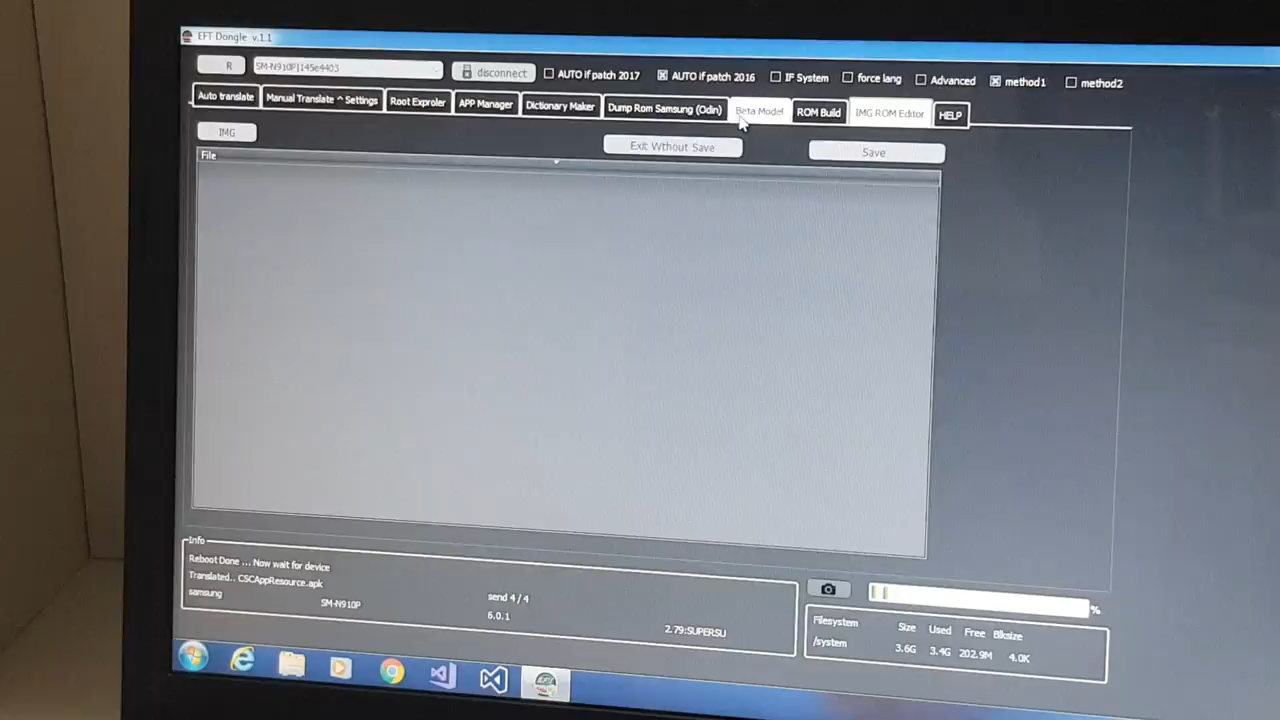 EFT Dongle v.1.1
R SM-N910P|145e4403 disconnect AUTO if patch 2017 AUTO if patch 2016 IF System force lang Advanced method1 method2
Auto translate Manual Translate ^ Settings Root Exproler APP Manager Dictionary Maker Dump Rom Samsung (Odin) Beta Model ROM Build IMG ROM Editor HELP
IMG Exit Wthout Save Save
File
Info
Reboot Done ... Now wait for device
Translated.. CSCAppResource.apk
samsung SM-N910P send 4 / 4
6.0.1 2.79:SUPERSU
%
Filesystem Size Used Free Blksize
/system 3.6G 3.4G 202.9M 4.0K